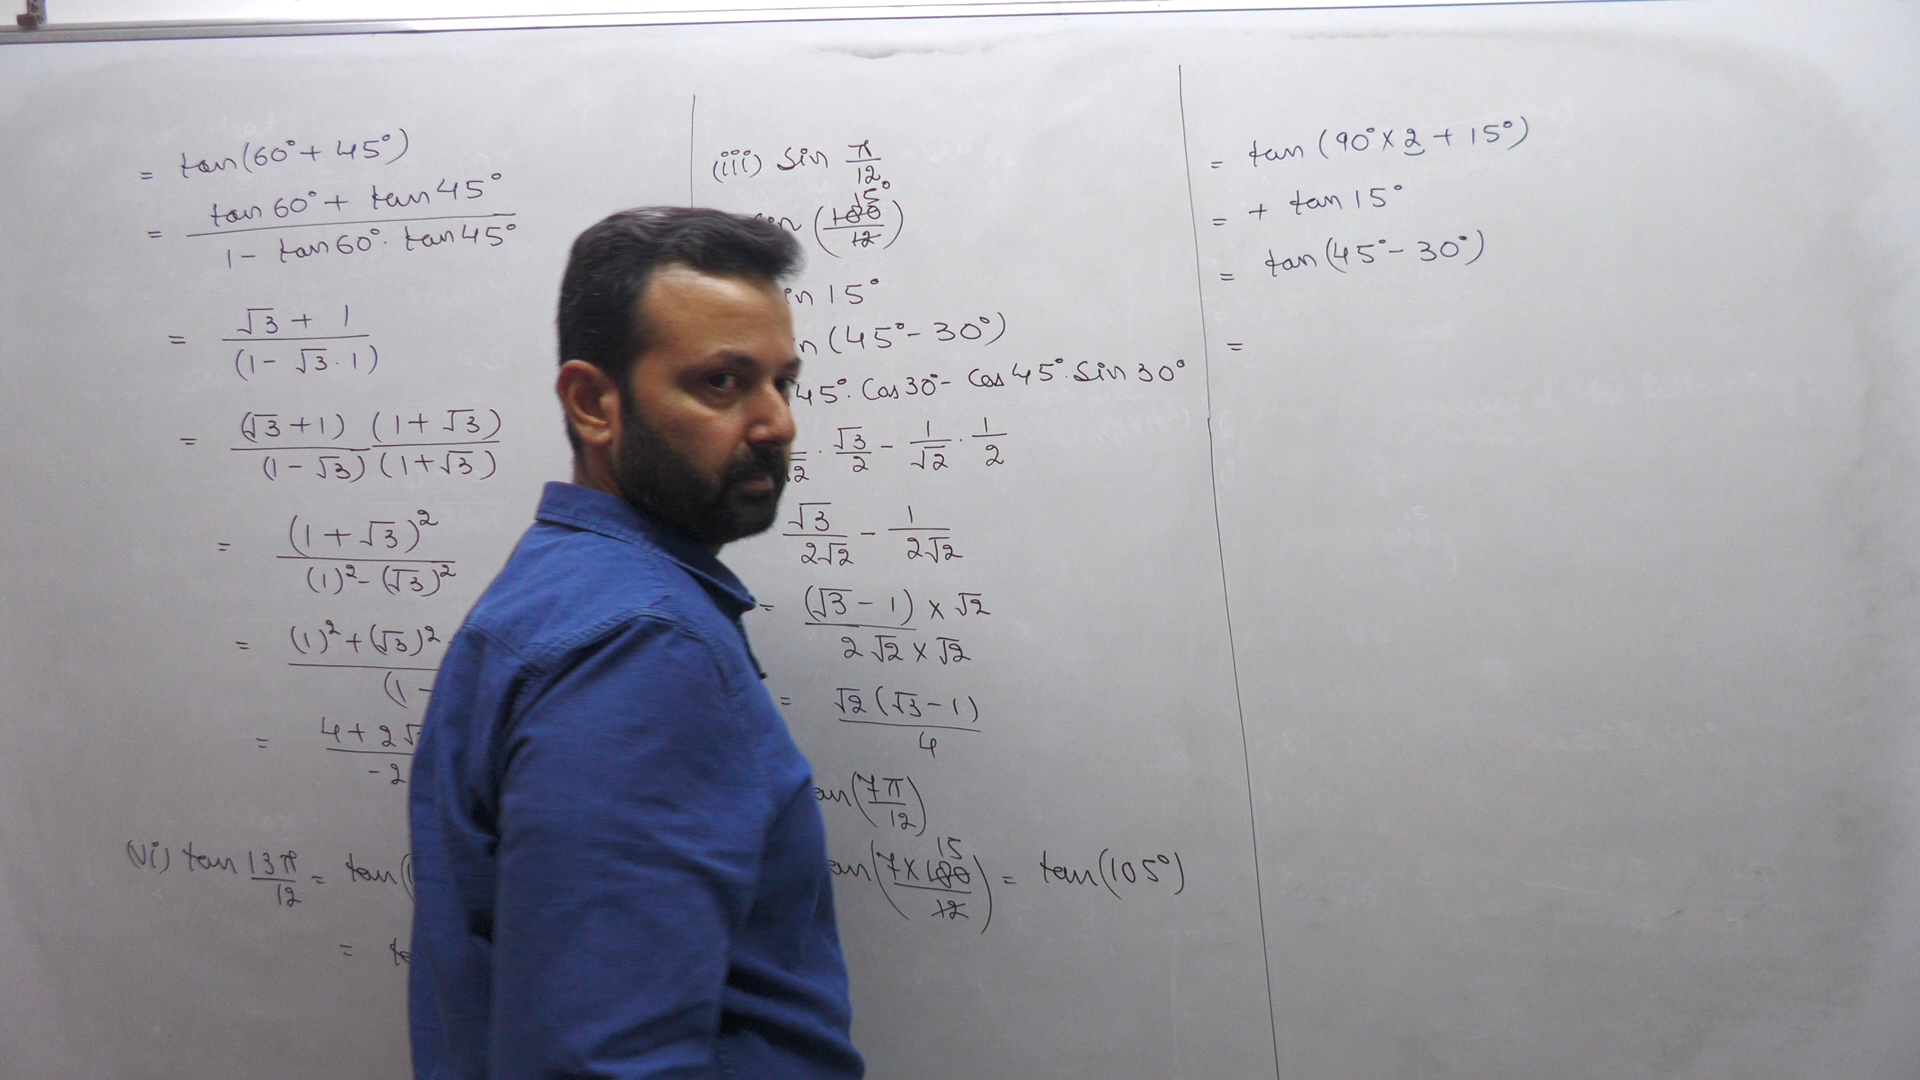 = tan(60° + 45°)
= tan 60° + tan 45°
1 - tan 60° . tan 45°
= √3 + 1
(1 - √3 . 1)
= (√3 + 1) (1 + √3)
(1 - √3) (1 + √3)
= (1 + √3)²
(1)² - (√3)²
= (1)² + (√3)²
(1 -
= 4 + 2√
-2
(vi) tan 13π = tan(
12
= t
(iii) Sin π
12
15°
(180)
12
15°
(45° - 30°)
45° . Cos 30° - Cos 45° . Sin 30°
. √3 - 1 . 1
2 √2 2
√3 - 1
2√2 2√2
= (√3 - 1) × √2
2√2 × √2
= √2 (√3 - 1)
4
(7π)
12
15
(7 × 180) = tan(105°)
12
= tan (90° × 2 + 15°)
= + tan 15°
= tan (45° - 30°)
=